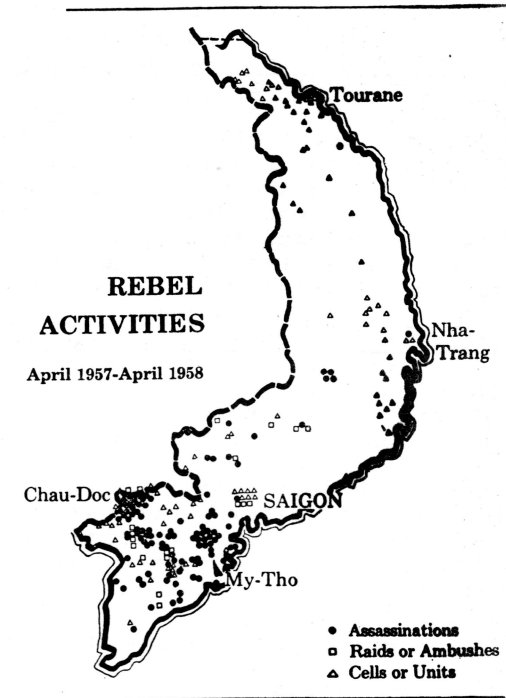 Tourane
REBEL
ACTIVITIES
April 1957-April 1958
Nha-
Trang
Chau-Doc
SAIGON
My-Tho
Assassinations
Raids or Ambushes
Cells or Units